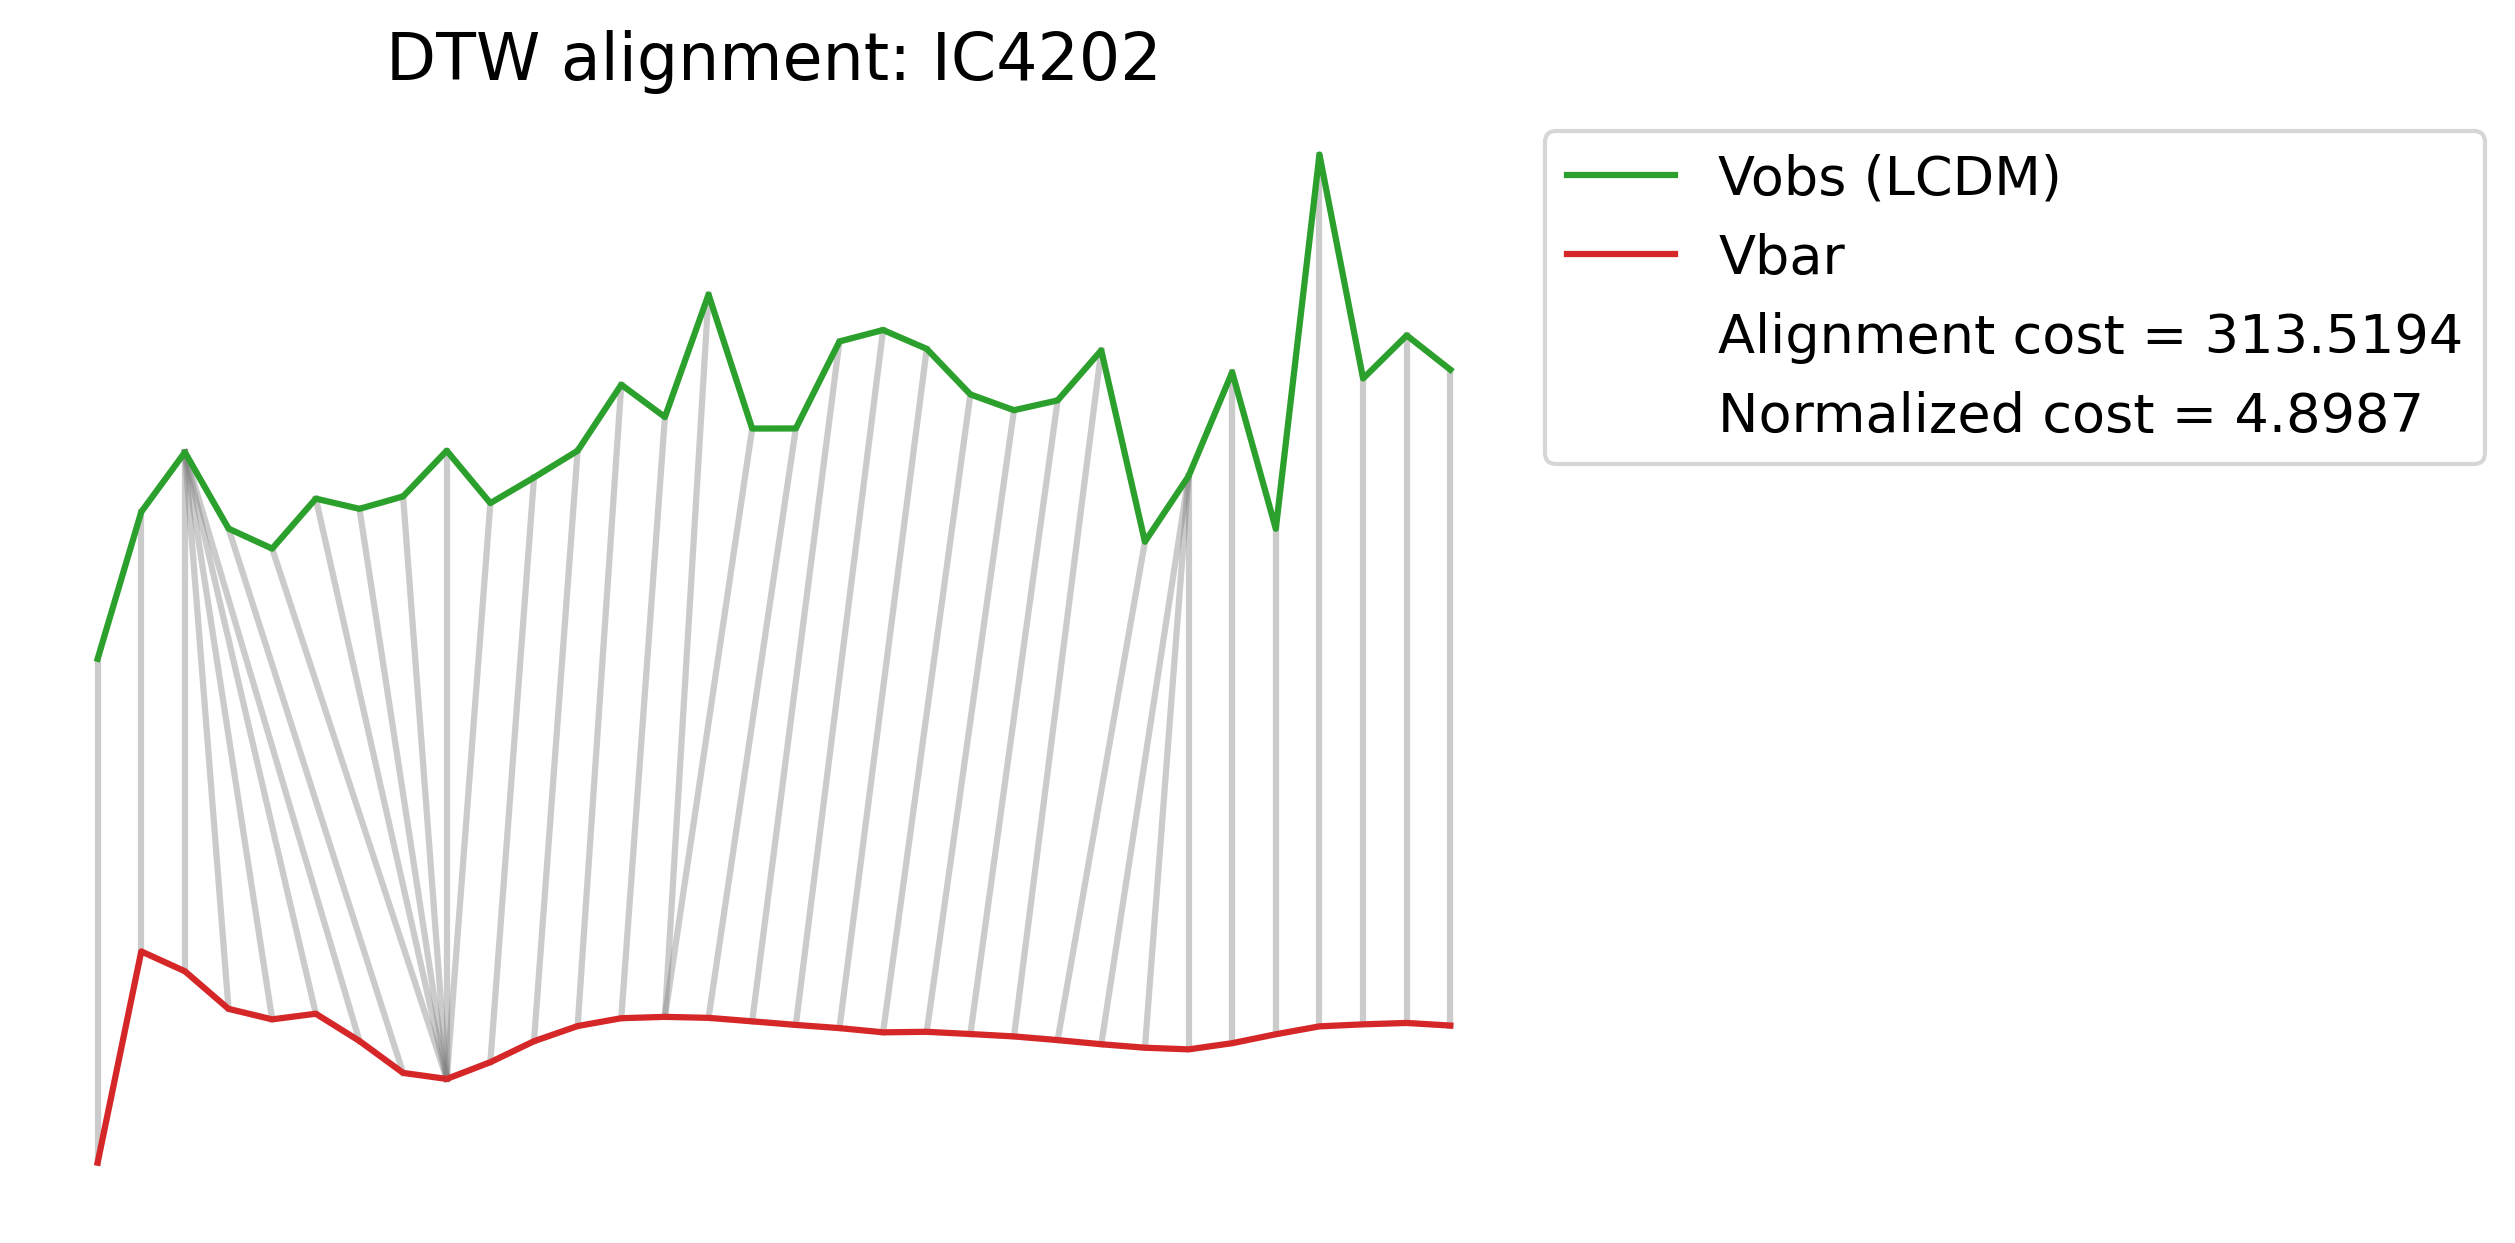 DTW alignment: IC4202
Vobs (LCDM)
Vbar
Alignment cost = 313.5194
Normalized cost = 4.8987